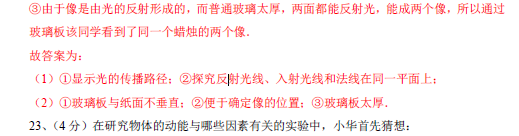 ③由于像是由光的反射形成的，而普通玻璃太厚，两面都能反射光，能成两个像，所以通过
玻璃板该同学看到了同一个蜡烛的两个像．
故答案为：
（1）①显示光的传播路径；②探究反射光线、入射光线和法线在同一平面上；
（2）①玻璃板与纸面不垂直；②便于确定像的位置；③玻璃板太厚．
23、（4 分）在研究物体的动能与哪些因素有关的实验中，小华首先猜想：